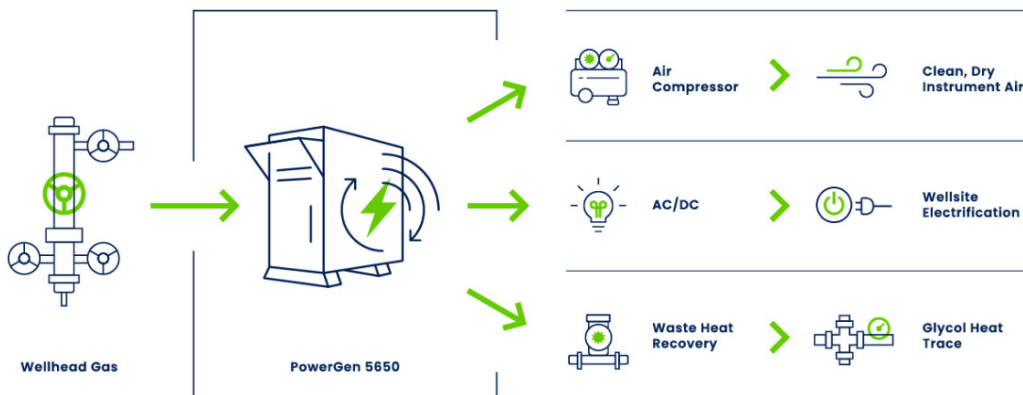 Wellhead Gas
PowerGen 5650
Air
Compressor
Clean, Dry
Instrument Air
AC/DC
Wellsite
Electrification
Waste Heat
Recovery
Glycol Heat
Trace